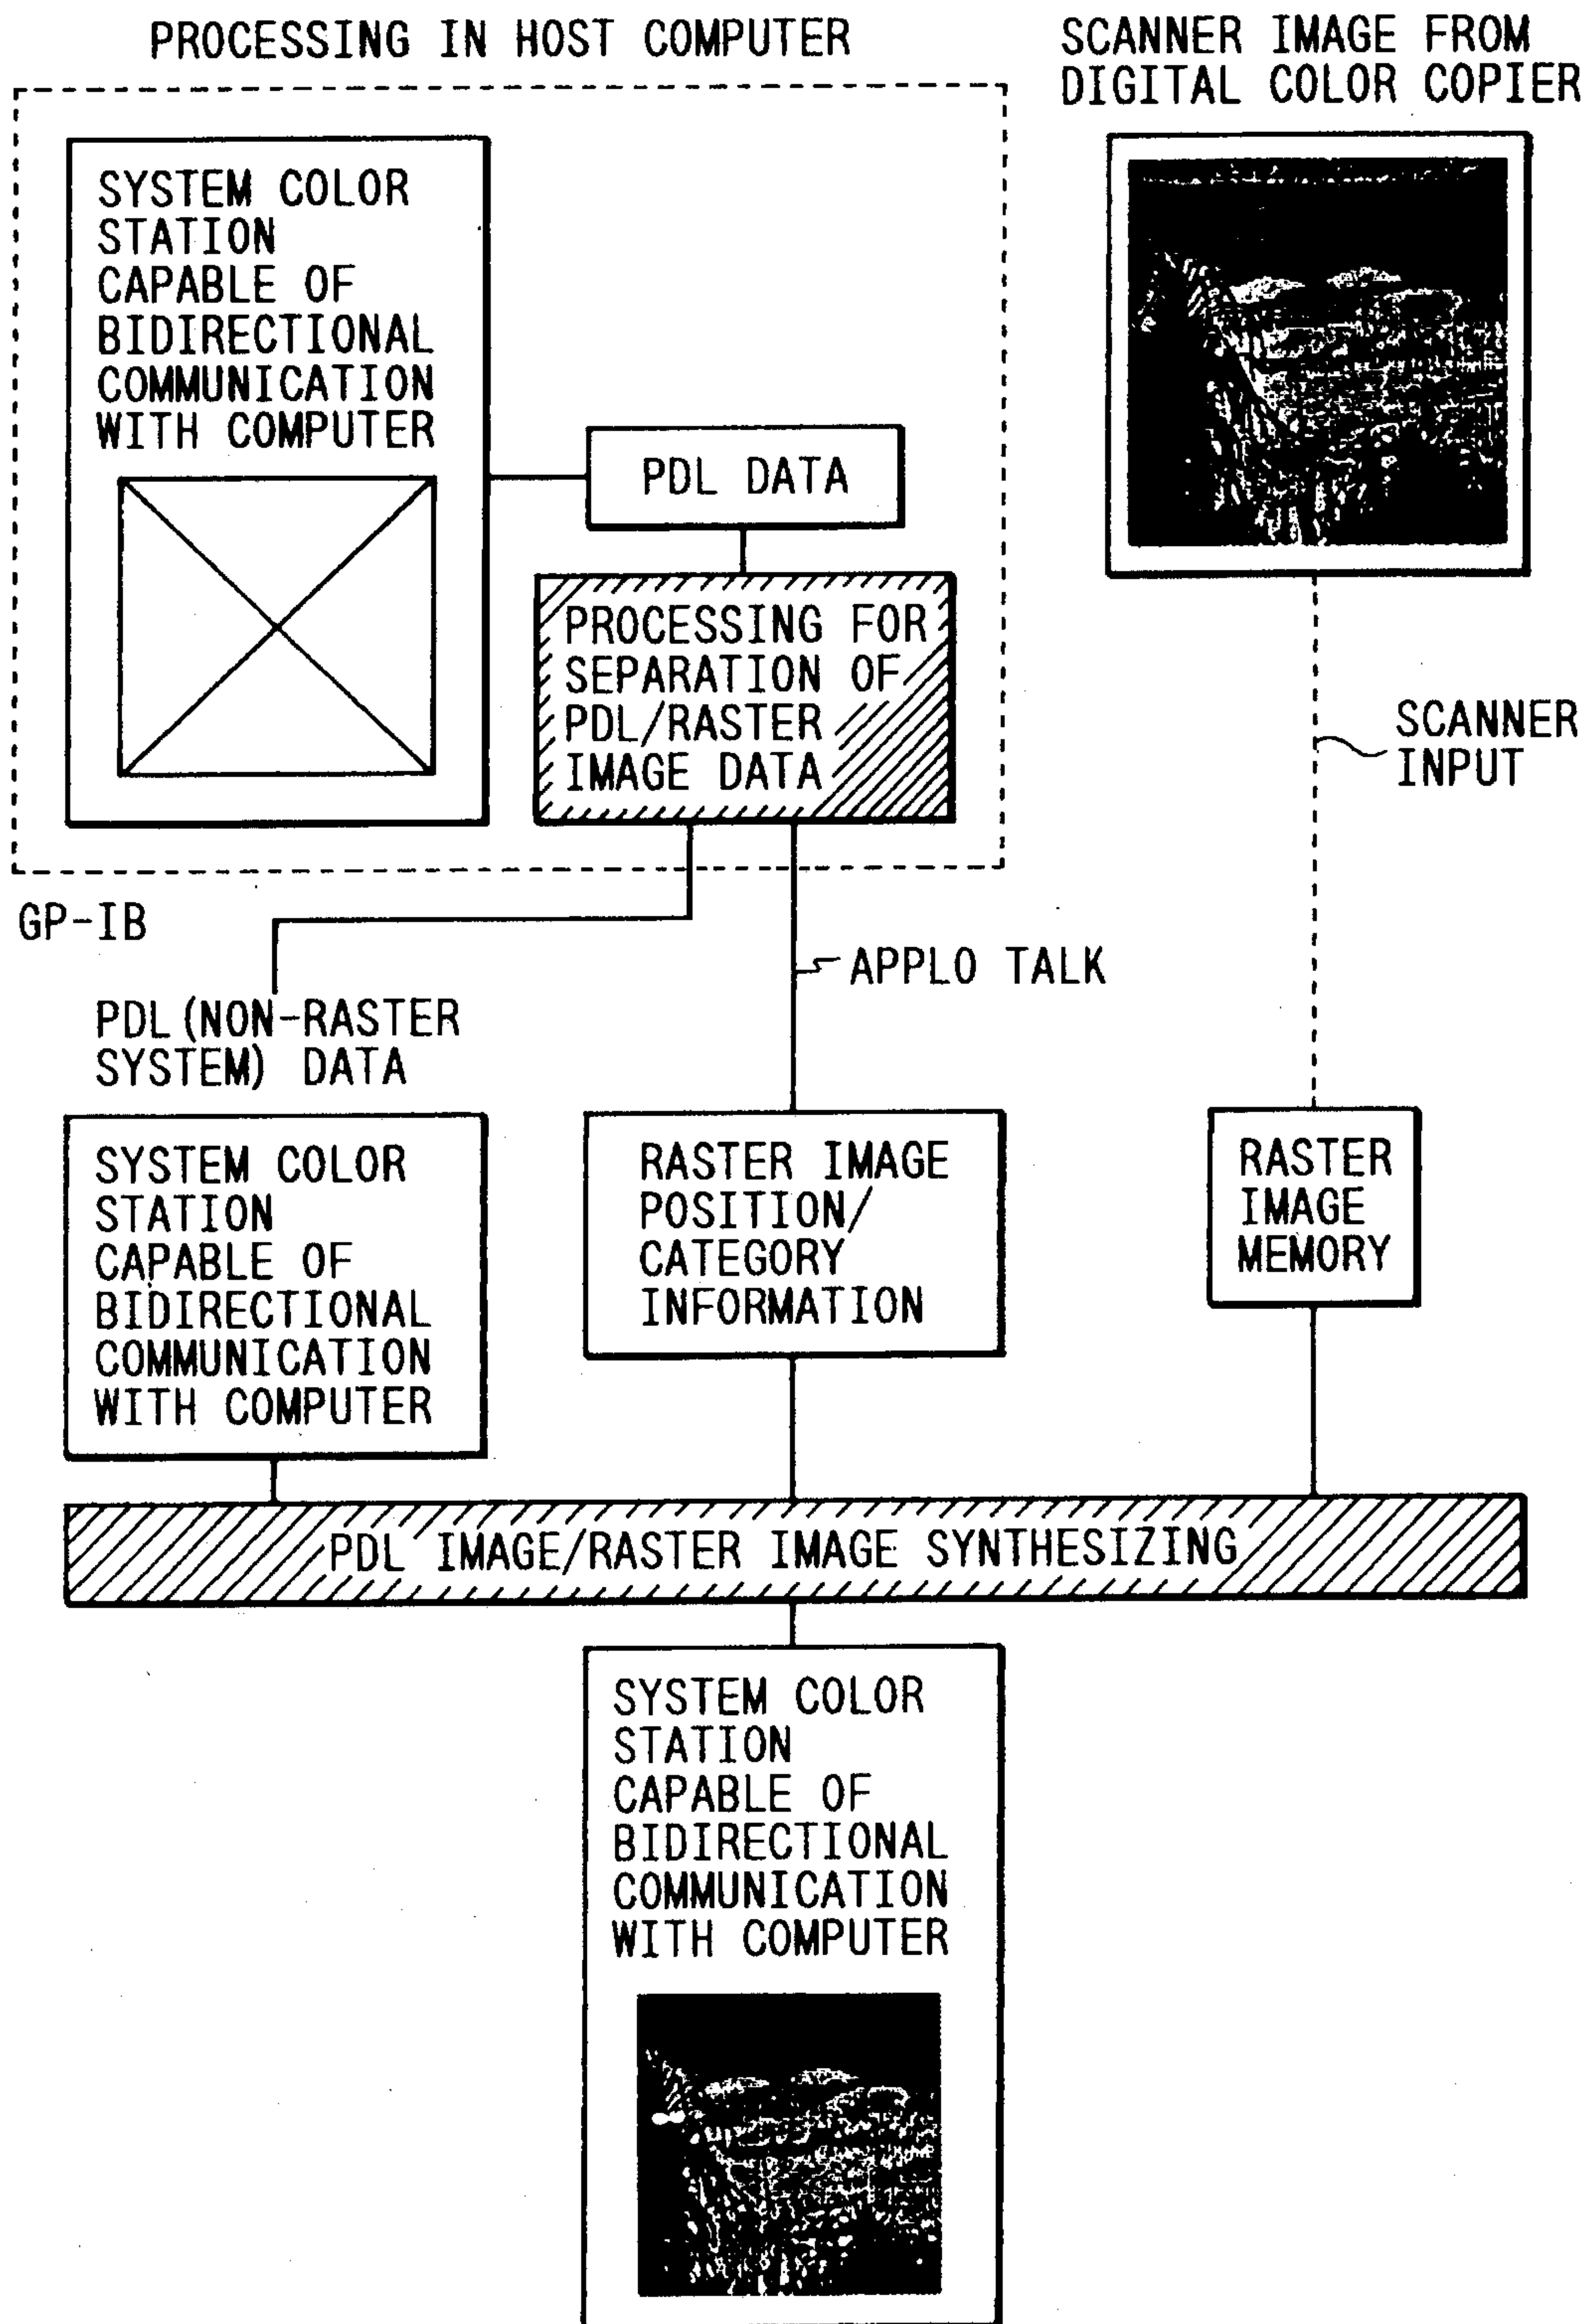 PROCESSING IN HOST COMPUTER
SCANNER IMAGE FROM
DIGITAL COLOR COPIER
SYSTEM COLOR
STATION
CAPABLE OF
BIDIRECTIONAL
COMMUNICATION
WITH COMPUTER
PDL DATA
PROCESSING FOR
SEPARATION OF
PDL/RASTER
IMAGE DATA
SCANNER
INPUT
GP-IB
APPLO TALK
PDL(NON-RASTER
SYSTEM) DATA
SYSTEM COLOR
STATION
CAPABLE OF
BIDIRECTIONAL
COMMUNICATION
WITH COMPUTER
RASTER IMAGE
POSITION/
CATEGORY
INFORMATION
RASTER
IMAGE
MEMORY
PDL IMAGE/RASTER IMAGE SYNTHESIZING
SYSTEM COLOR
STATION
CAPABLE OF
BIDIRECTIONAL
COMMUNICATION
WITH COMPUTER